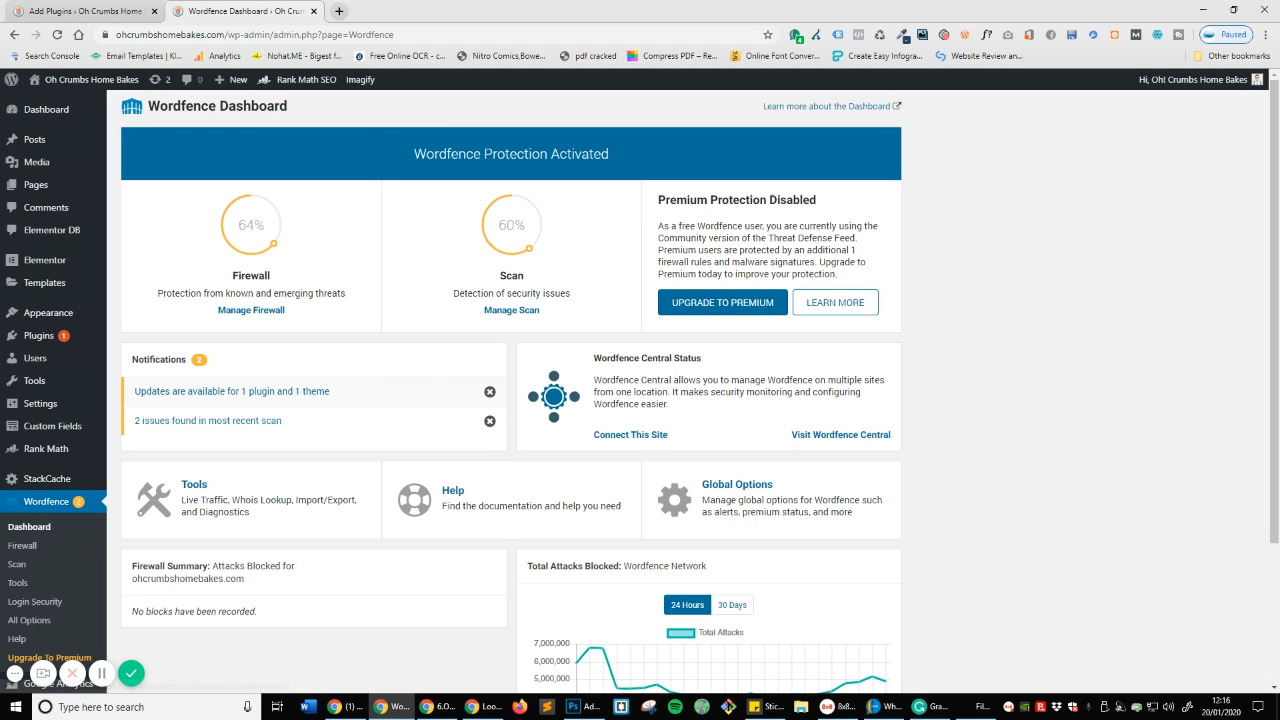 Add Plugins ‹ Oh Crumbs Home B
Wordfence Dashboard ‹ Oh Crum
ohcrumbshomebakes.com/wp-admin/admin.php?page=Wordfence
Paused
Search Console
Email Templates | K...
Analytics
NotaLME - Beyond...
Free Online OCR - c...
Nitro Comics,Bowe...
pdf cracked
Compress PDF – Re...
Online Font Conver...
Create Easy Infogra...
Website Review an...
Other bookmarks
Oh Crumbs Home Bakes
2
0
New
Rank Math SEO
Imagify
Hi, Oh! Crumbs Home Bakes
Dashboard
Posts
Media
Pages
Comments
Elementor DB
Elementor
Templates
Appearance
Plugins 1
Users
Tools
Settings
Custom Fields
Rank Math
StackCache
Wordfence 2
Dashboard
Firewall
Scan
Tools
Login Security
All Options
Help
Upgrade To Premium
Google Analytics
Wordfence Dashboard
Learn more about the Dashboard
Wordfence Protection Activated
64%
Firewall
Protection from known and emerging threats
Manage Firewall
60%
Scan
Detection of security issues
Manage Scan
Premium Protection Disabled
As a free Wordfence user, you are currently using the
Community version of the Threat Defense Feed.
Premium users are protected by an additional 1
firewall rules and malware signatures. Upgrade to
Premium today to improve your protection.
UPGRADE TO PREMIUM
LEARN MORE
Notifications 2
Updates are available for 1 plugin and 1 theme
2 issues found in most recent scan
Wordfence Central Status
Wordfence Central allows you to manage Wordfence on multiple sites
from one location. It makes security monitoring and configuring
Wordfence easier.
Connect This Site
Visit Wordfence Central
Tools
Live Traffic, Whois Lookup, Import/Export,
and Diagnostics
Help
Find the documentation and help you need
Global Options
Manage global options for Wordfence such
as alerts, premium status, and more
Firewall Summary: Attacks Blocked for
ohcrumbshomebakes.com
No blocks have been recorded.
Total Attacks Blocked: Wordfence Network
24 Hours
30 Days
Total Attacks
7,000,000
6,000,000
5,000,000
Type here to search
(1) ...
Wo...
6.0...
Loo...
Ad...
Stic...
8x8...
Wh...
Gra...
Fil...
12:16
20/01/2020